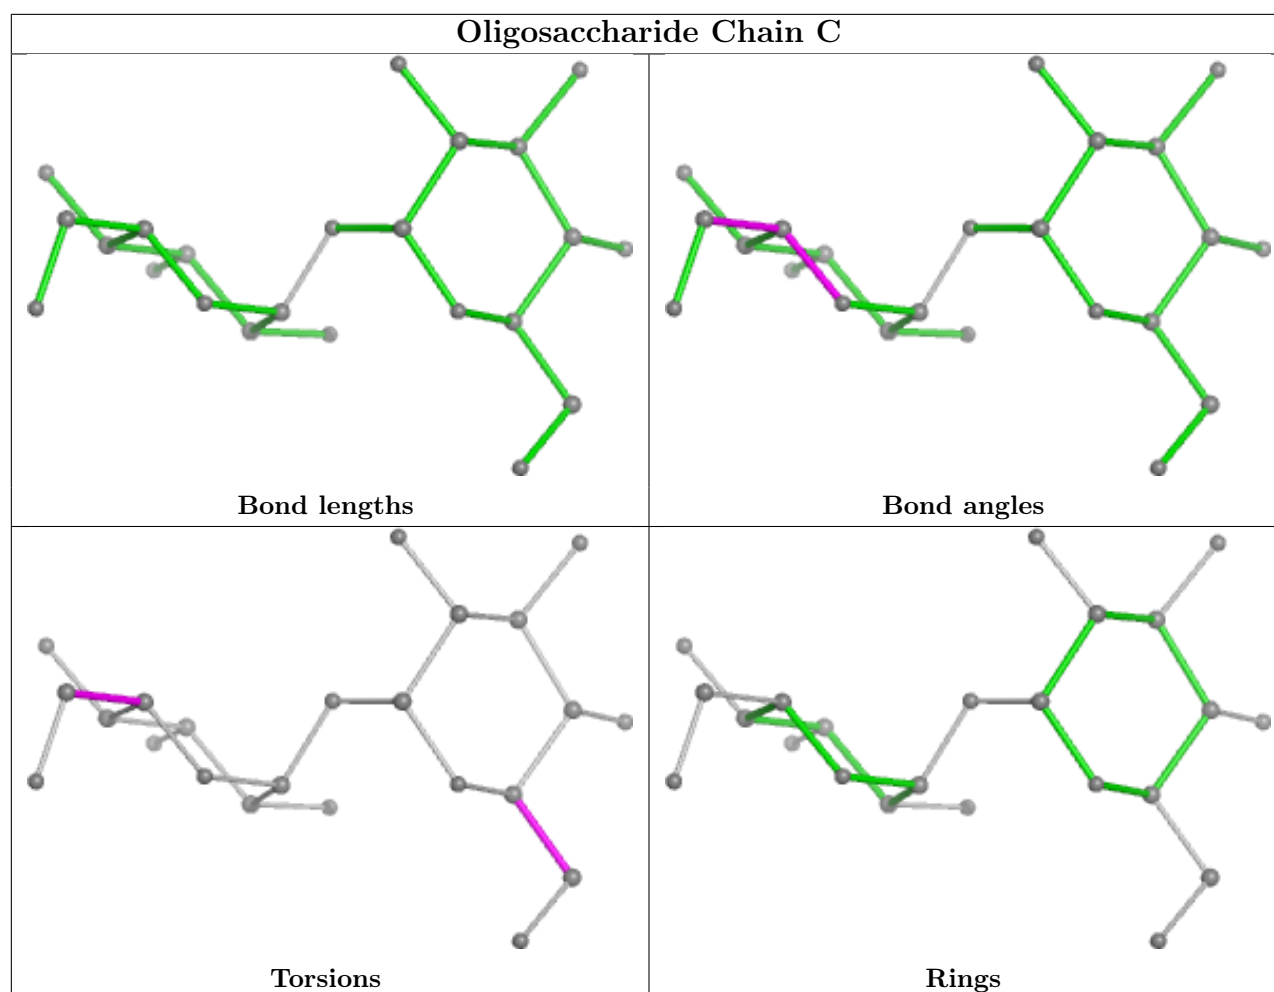 Oligosaccharide Chain C
Bond lengths
Bond angles
Torsions
Rings